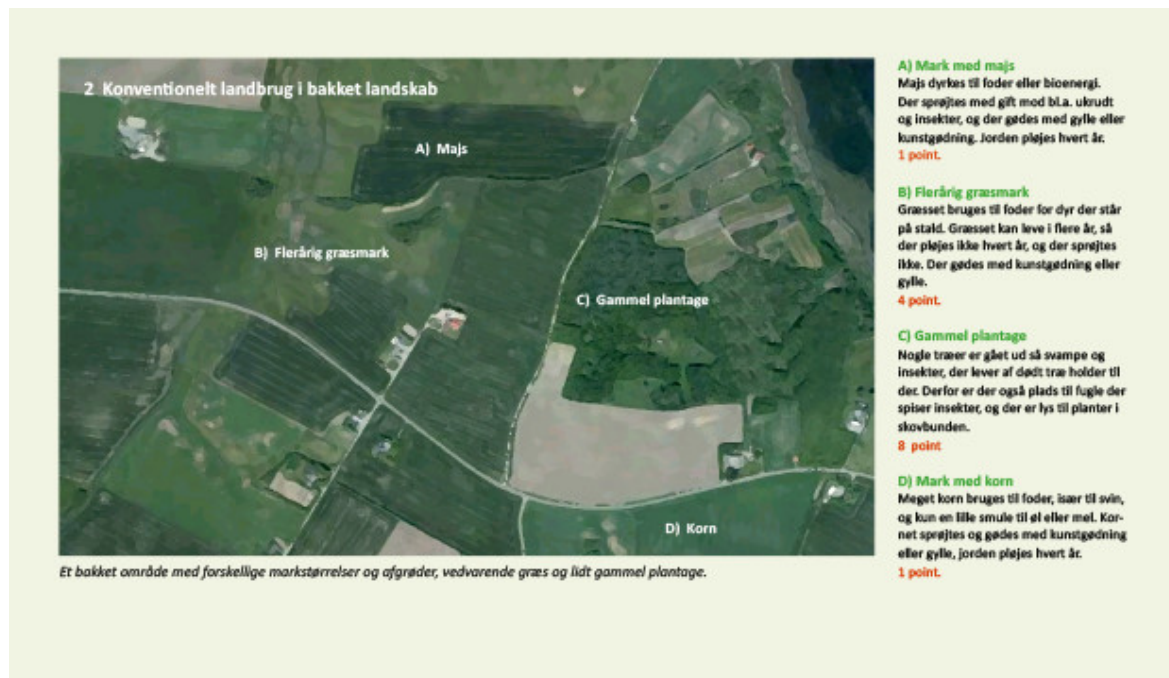 2 Konventionelt landbrug i bakket landskab
A) Majs
B) Flerårig græsmark
C) Gammel plantage
D) Korn
Et bakket område med forskellige markstørrelser og afgrøder, vedvarende græs og lidt gammel plantage.
A) Mark med majs
Majs dyrkes til foder eller bioenergi.
Der sprøjtes med gift mod bl.a. ukrudt
og insekter, og der gødes med gylle eller
kunstgødning. Jorden pløjes hvert år.
1 point.
B) Flerårig græsmark
Græsset bruges til foder for dyr der står
på stald. Græsset kan leve i flere år, så
der pløjes ikke hvert år, og der sprøjtes
ikke. Der gødes med kunstgødning eller
gylle.
4 point.
C) Gammel plantage
Nogle træer er gået ud så svampe og
insekter, der lever af dødt træ holder til
der. Derfor er der også plads til fugle der
spiser insekter, og der er lys til planter i
skovbunden.
8 point
D) Mark med korn
Meget korn bruges til foder, især til svin,
og kun en lille smule til øl eller mel. Kor-
net sprøjtes og gødes med kunstgødning
eller gylle, jorden pløjes hvert år.
1 point.